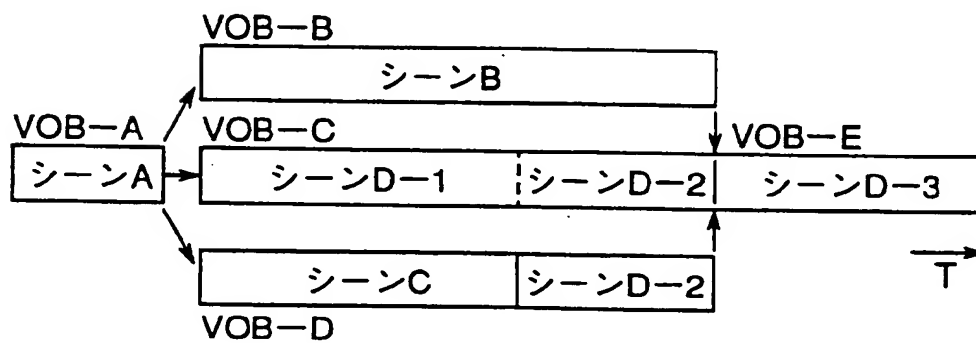 VOB—B
シーンB
VOB—A
VOB—C
VOB—E
シーンA
シーンD-1
シーンD-2
シーンD-3
T
シーンC
シーンD-2
VOB—D